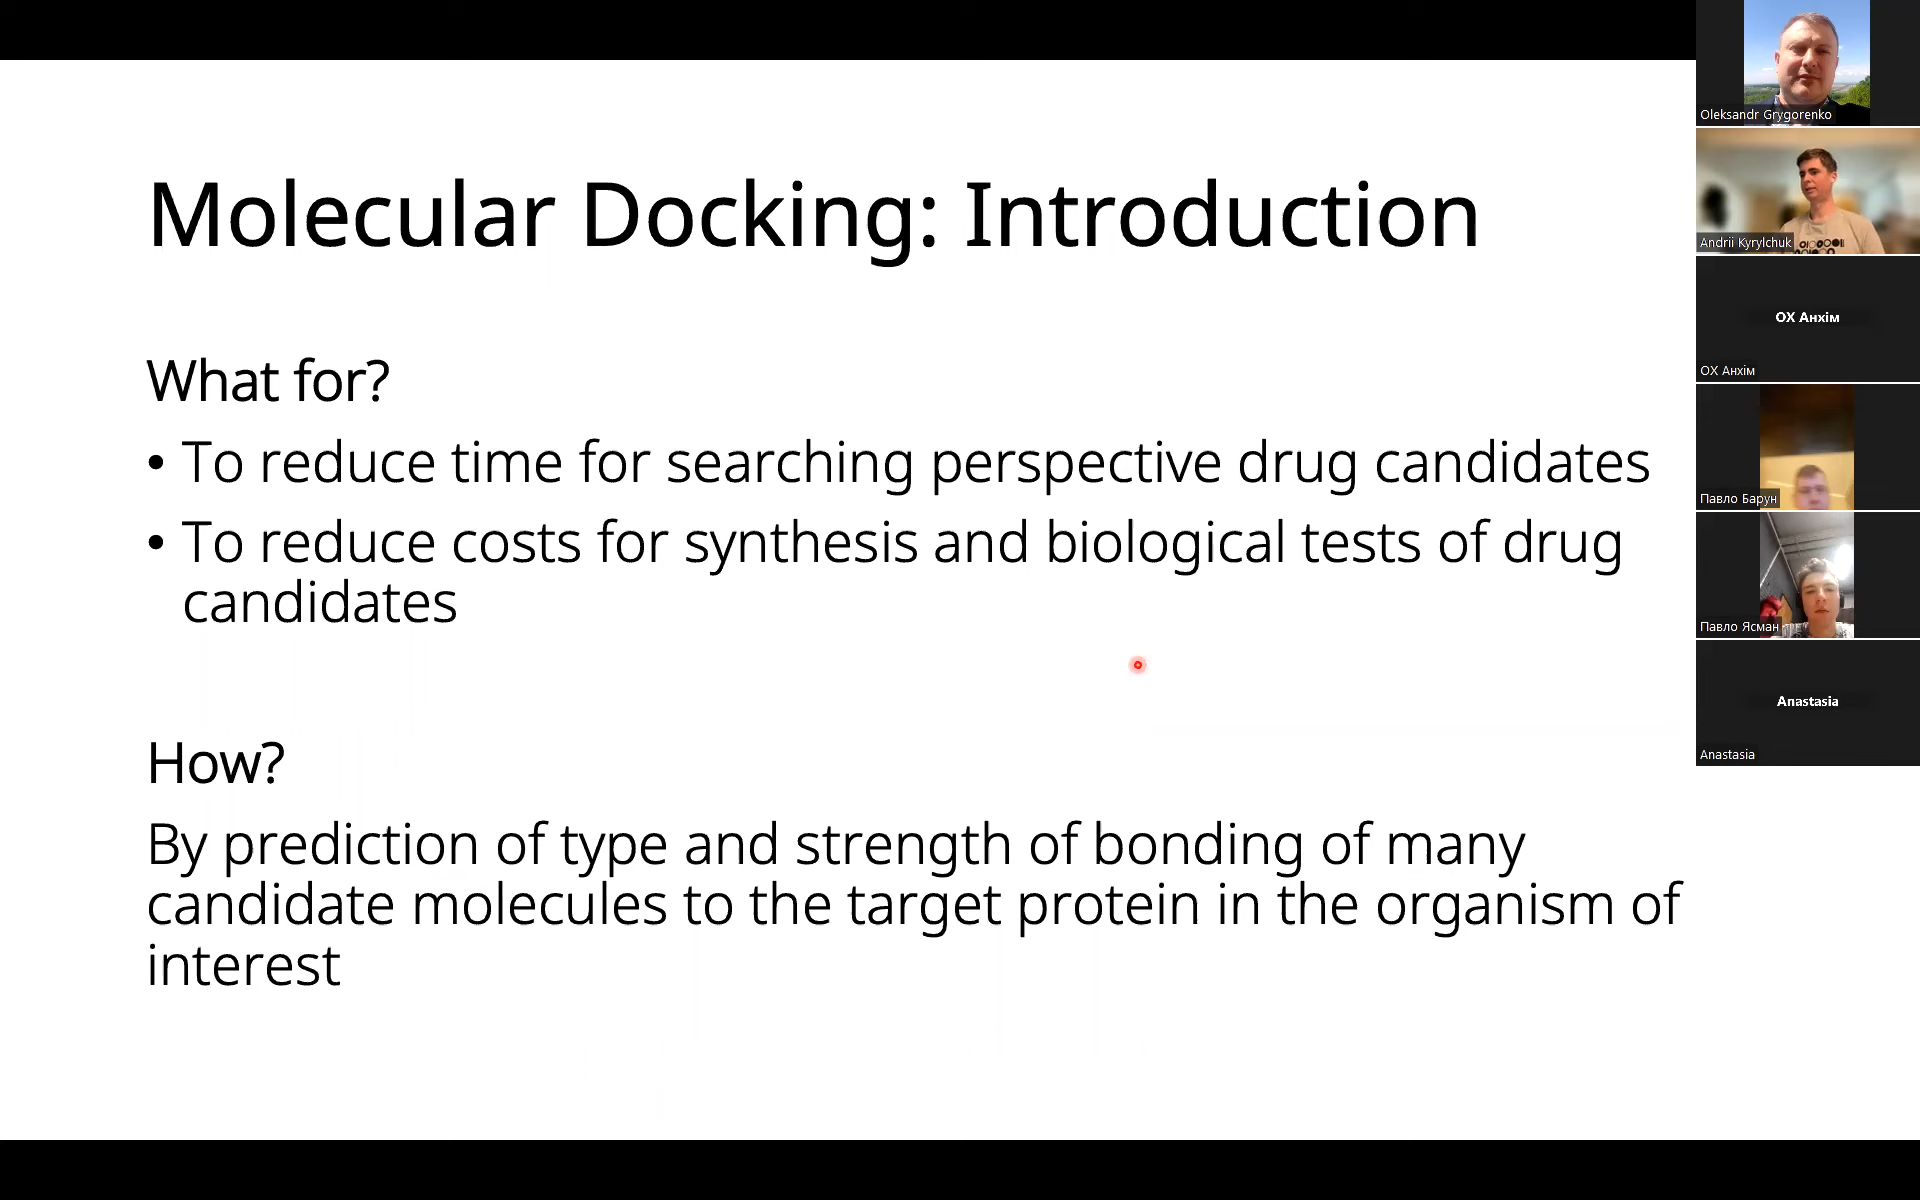 Molecular Docking: Introduction
What for?
• To reduce time for searching perspective drug candidates
• To reduce costs for synthesis and biological tests of drug
candidates
How?
By prediction of type and strength of bonding of many
candidate molecules to the target protein in the organism of
interest
Oleksandr Grygorenko
Andrii Kyrylchuk
ОХ Анхім
ОХ Анхім
Павло Барун
Павло Ясман
Anastasia
Anastasia